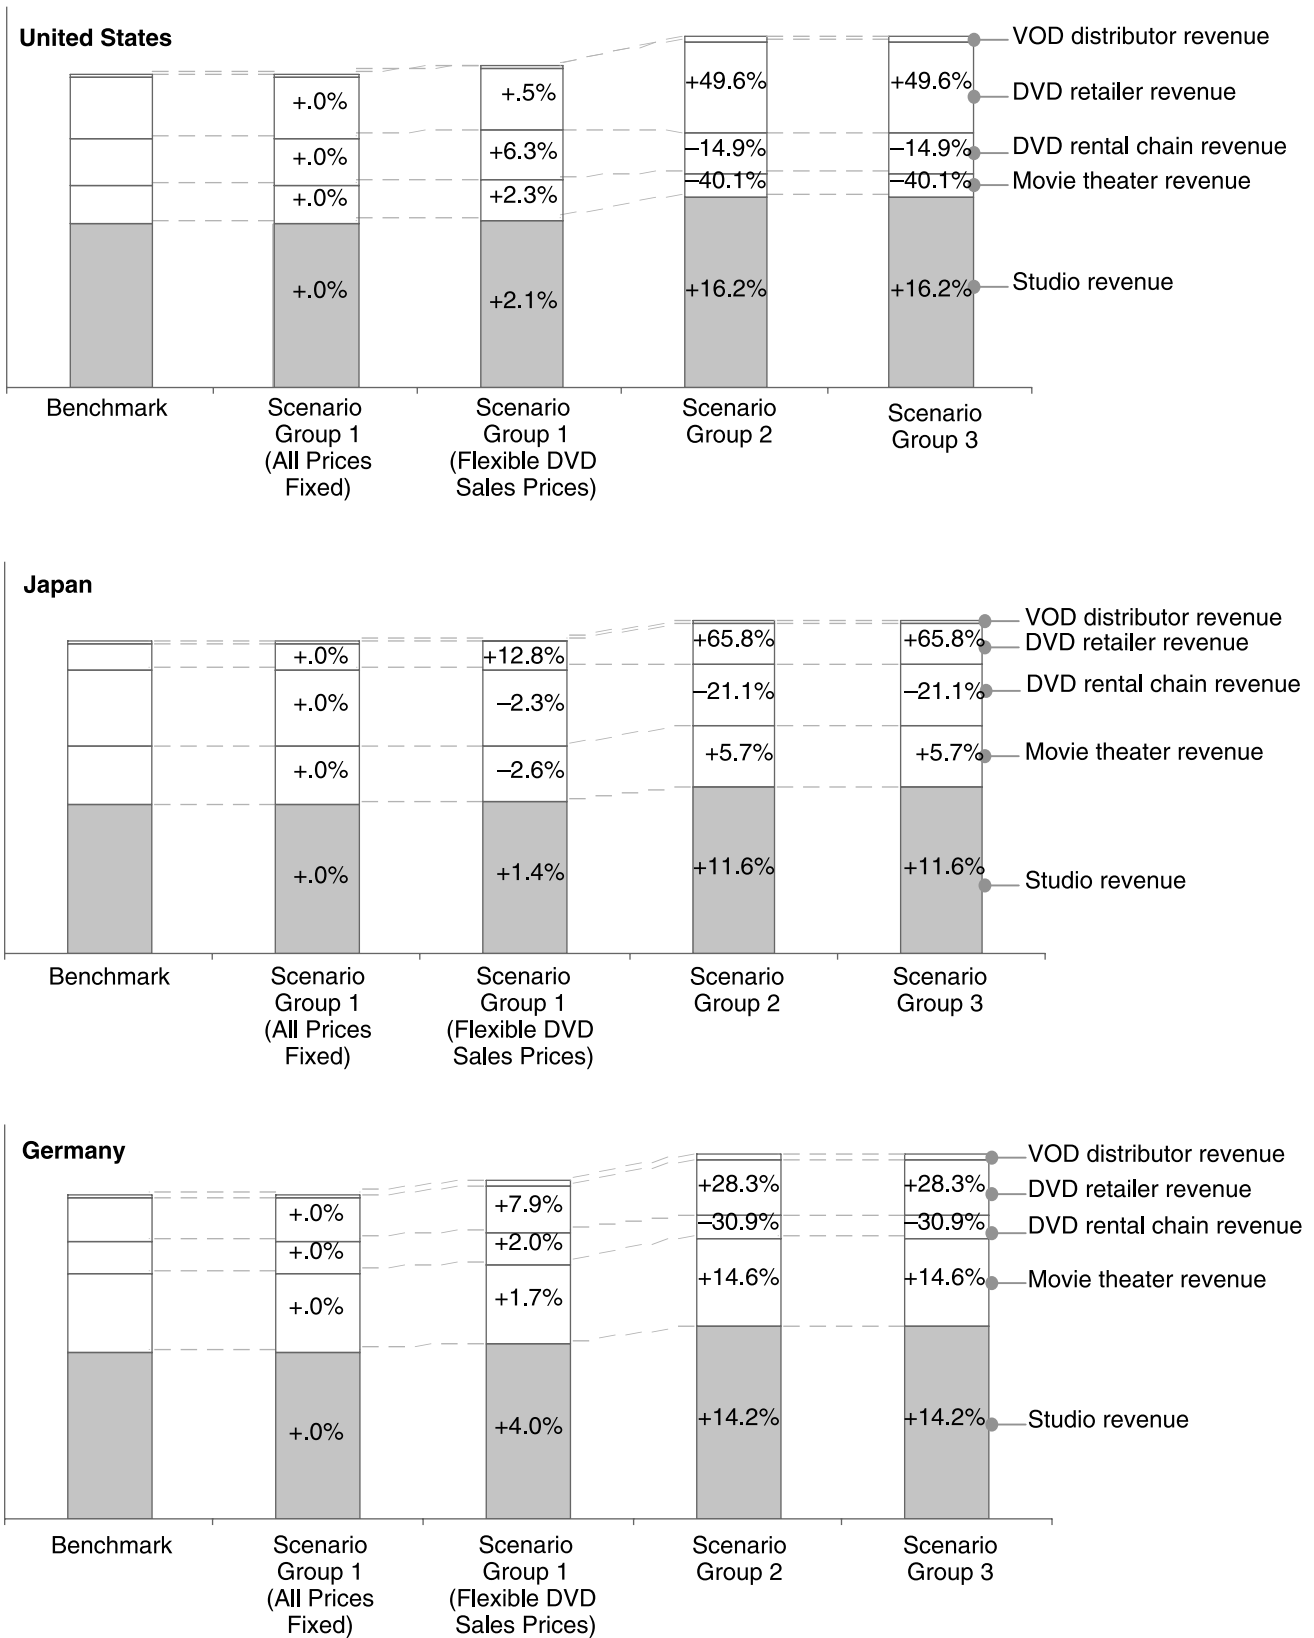 United States
VOD distributor revenue
+.0%
+.5%
+49.6%
+49.6%
DVD retailer revenue
+.0%
+6.3%
–14.9%
–14.9%
DVD rental chain revenue
+.0%
+2.3%
–40.1%
–40.1%
Movie theater revenue
+.0%
+2.1%
+16.2%
+16.2%
Studio revenue
Benchmark
Scenario
Group 1
(All Prices
Fixed)
Scenario
Group 1
(Flexible DVD
Sales Prices)
Scenario
Group 2
Scenario
Group 3
Japan
VOD distributor revenue
+.0%
+12.8%
+65.8%
+65.8%
DVD retailer revenue
+.0%
–2.3%
–21.1%
–21.1%
DVD rental chain revenue
+.0%
–2.6%
+5.7%
+5.7%
Movie theater revenue
+.0%
+1.4%
+11.6%
+11.6%
Studio revenue
Benchmark
Scenario
Group 1
(All Prices
Fixed)
Scenario
Group 1
(Flexible DVD
Sales Prices)
Scenario
Group 2
Scenario
Group 3
Germany
VOD distributor revenue
+.0%
+7.9%
+28.3%
+28.3%
DVD retailer revenue
+.0%
+2.0%
–30.9%
–30.9%
DVD rental chain revenue
+.0%
+1.7%
+14.6%
+14.6%
Movie theater revenue
+.0%
+4.0%
+14.2%
+14.2%
Studio revenue
Benchmark
Scenario
Group 1
(All Prices
Fixed)
Scenario
Group 1
(Flexible DVD
Sales Prices)
Scenario
Group 2
Scenario
Group 3